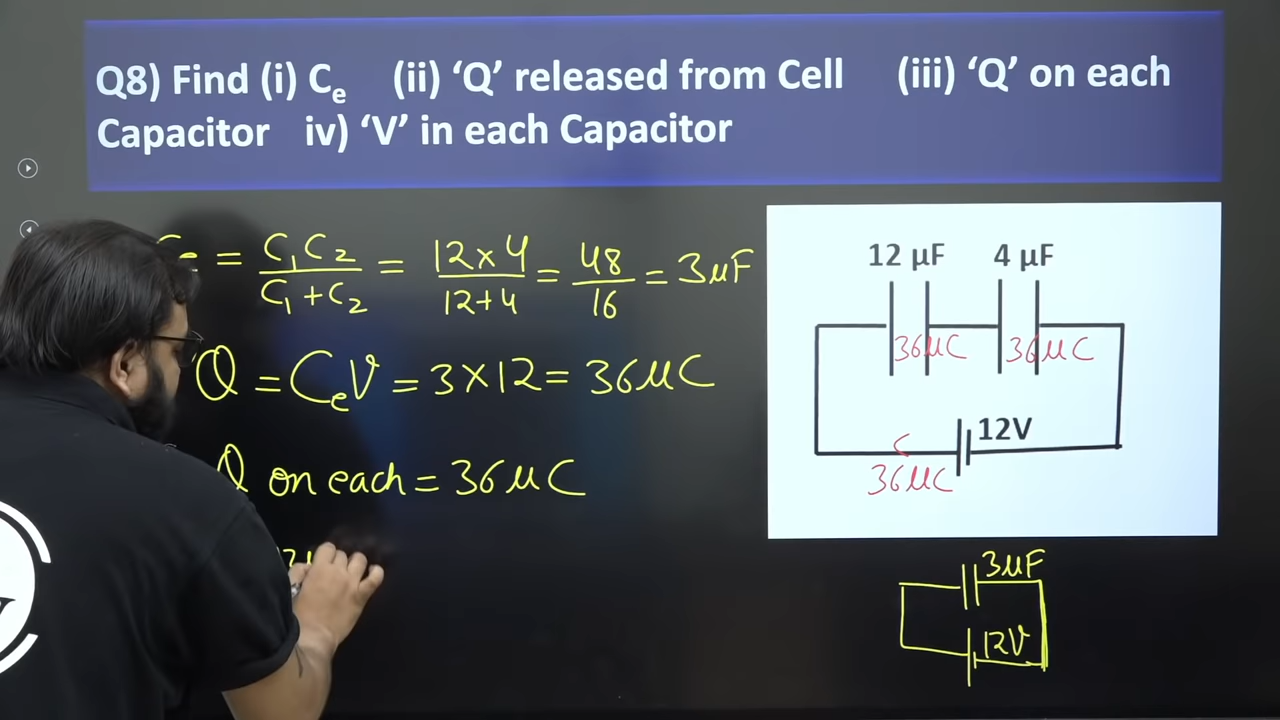 Q8) Find (i) Ce (ii) ‘Q’ released from Cell (iii) ‘Q’ on each
Capacitor iv) ‘V’ in each Capacitor
Ce = C₁C₂/C₁+C₂ = 12×4/12+4 = 48/16 = 3μF
Q = CeV = 3×12 = 36μC
Q on each = 36μC
12 μF 4 μF
36μC 36μC
12V
36μC
3μF
12V